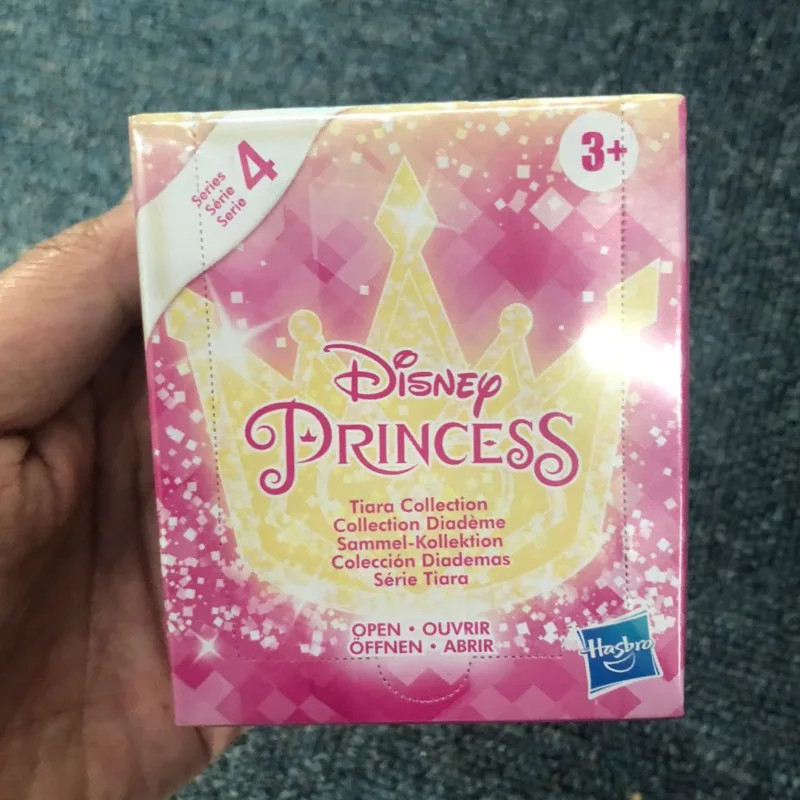 Series
Série
Serie
4
3+
Disney
PRINCESS
Tiara Collection
Collection Diadème
Sammel-Kollektion
Colección Diademas
Série Tiara
OPEN • OUVRIR
ÖFFNEN • ABRIR
Hasbro